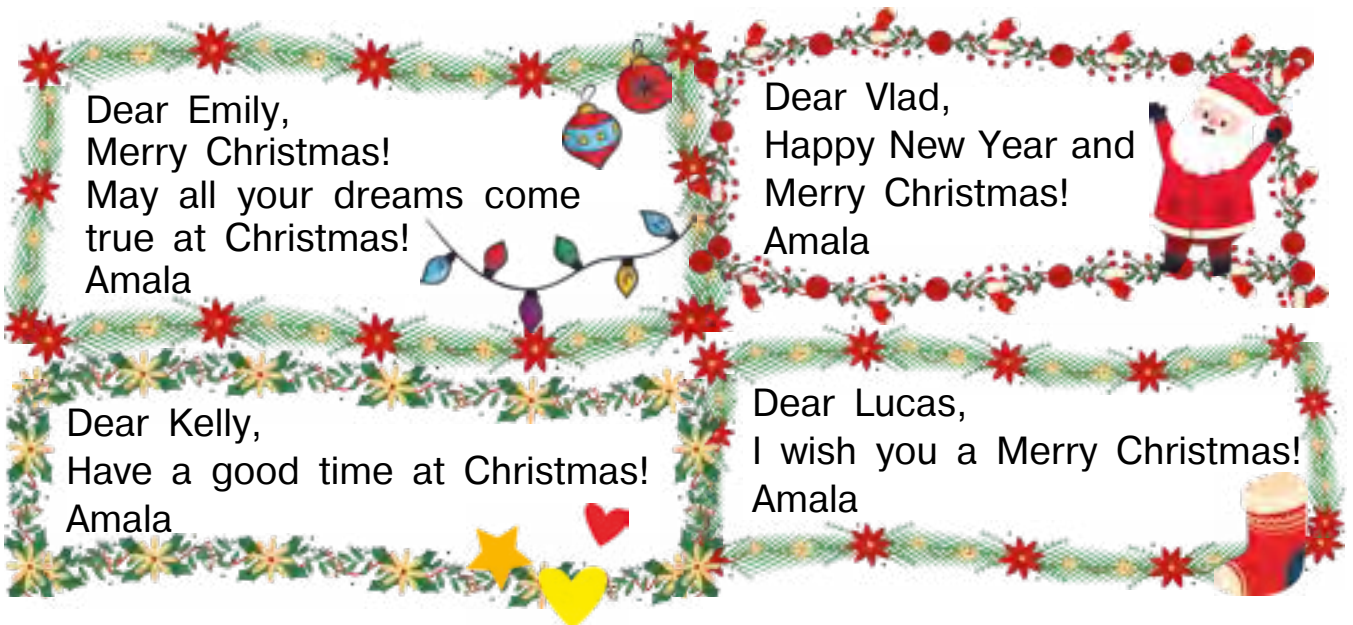 Dear Emily,
Merry Christmas!
May all your dreams come
true at Christmas!
Amala
Dear Vlad,
Happy New Year and
Merry Christmas!
Amala
Dear Kelly,
Have a good time at Christmas!
Amala
Dear Lucas,
I wish you a Merry Christmas!
Amala